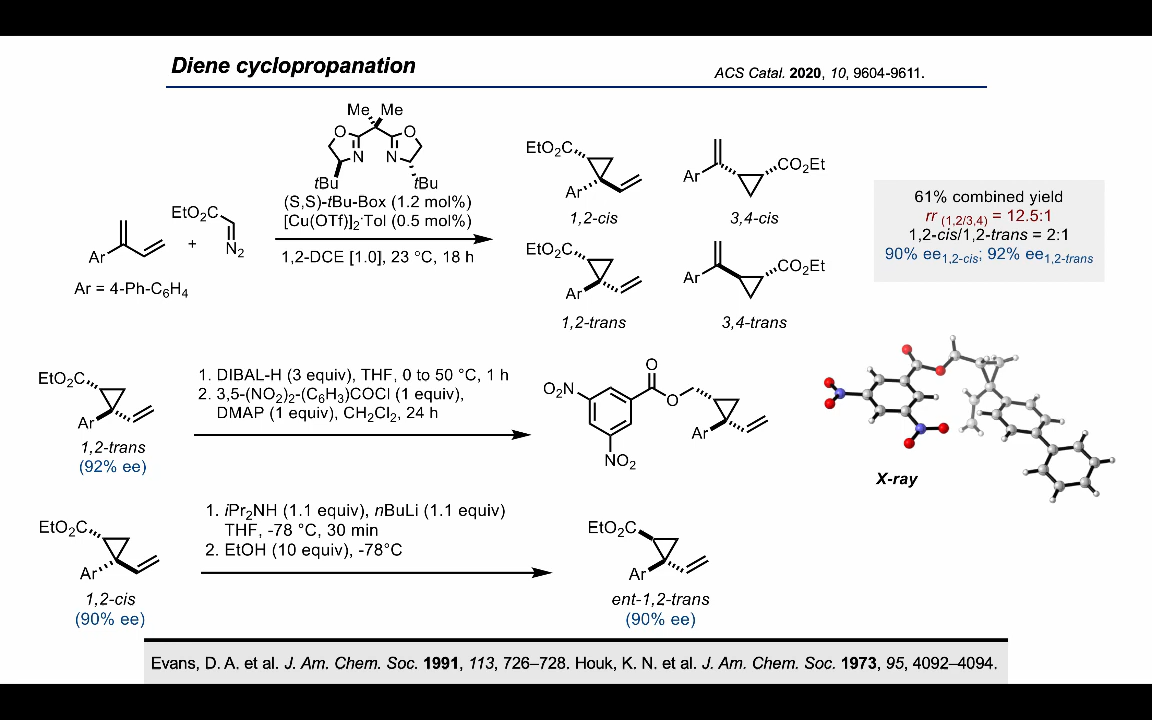 Diene cyclopropanation
ACS Catal. 2020, 10, 9604-9611.
Me Me
O O
N N
tBu tBu
(S,S)-tBu-Box (1.2 mol%)
[Cu(OTf)]2·Tol (0.5 mol%)
1,2-DCE [1.0], 23 °C, 18 h
Ar
+
EtO2C
N2
Ar = 4-Ph-C6H4
EtO2C
Ar
1,2-cis
Ar
CO2Et
3,4-cis
EtO2C
Ar
1,2-trans
Ar
CO2Et
3,4-trans
61% combined yield
rr (1,2/3,4) = 12.5:1
1,2-cis/1,2-trans = 2:1
90% ee1,2-cis; 92% ee1,2-trans
EtO2C
Ar
1,2-trans
(92% ee)
1. DIBAL-H (3 equiv), THF, 0 to 50 °C, 1 h
2. 3,5-(NO2)2-(C6H3)COCl (1 equiv),
DMAP (1 equiv), CH2Cl2, 24 h
O
O2N
O
Ar
NO2
X-ray
EtO2C
Ar
1,2-cis
(90% ee)
1. iPr2NH (1.1 equiv), nBuLi (1.1 equiv)
THF, -78 °C, 30 min
2. EtOH (10 equiv), -78°C
EtO2C
Ar
ent-1,2-trans
(90% ee)
Evans, D. A. et al. J. Am. Chem. Soc. 1991, 113, 726–728. Houk, K. N. et al. J. Am. Chem. Soc. 1973, 95, 4092–4094.